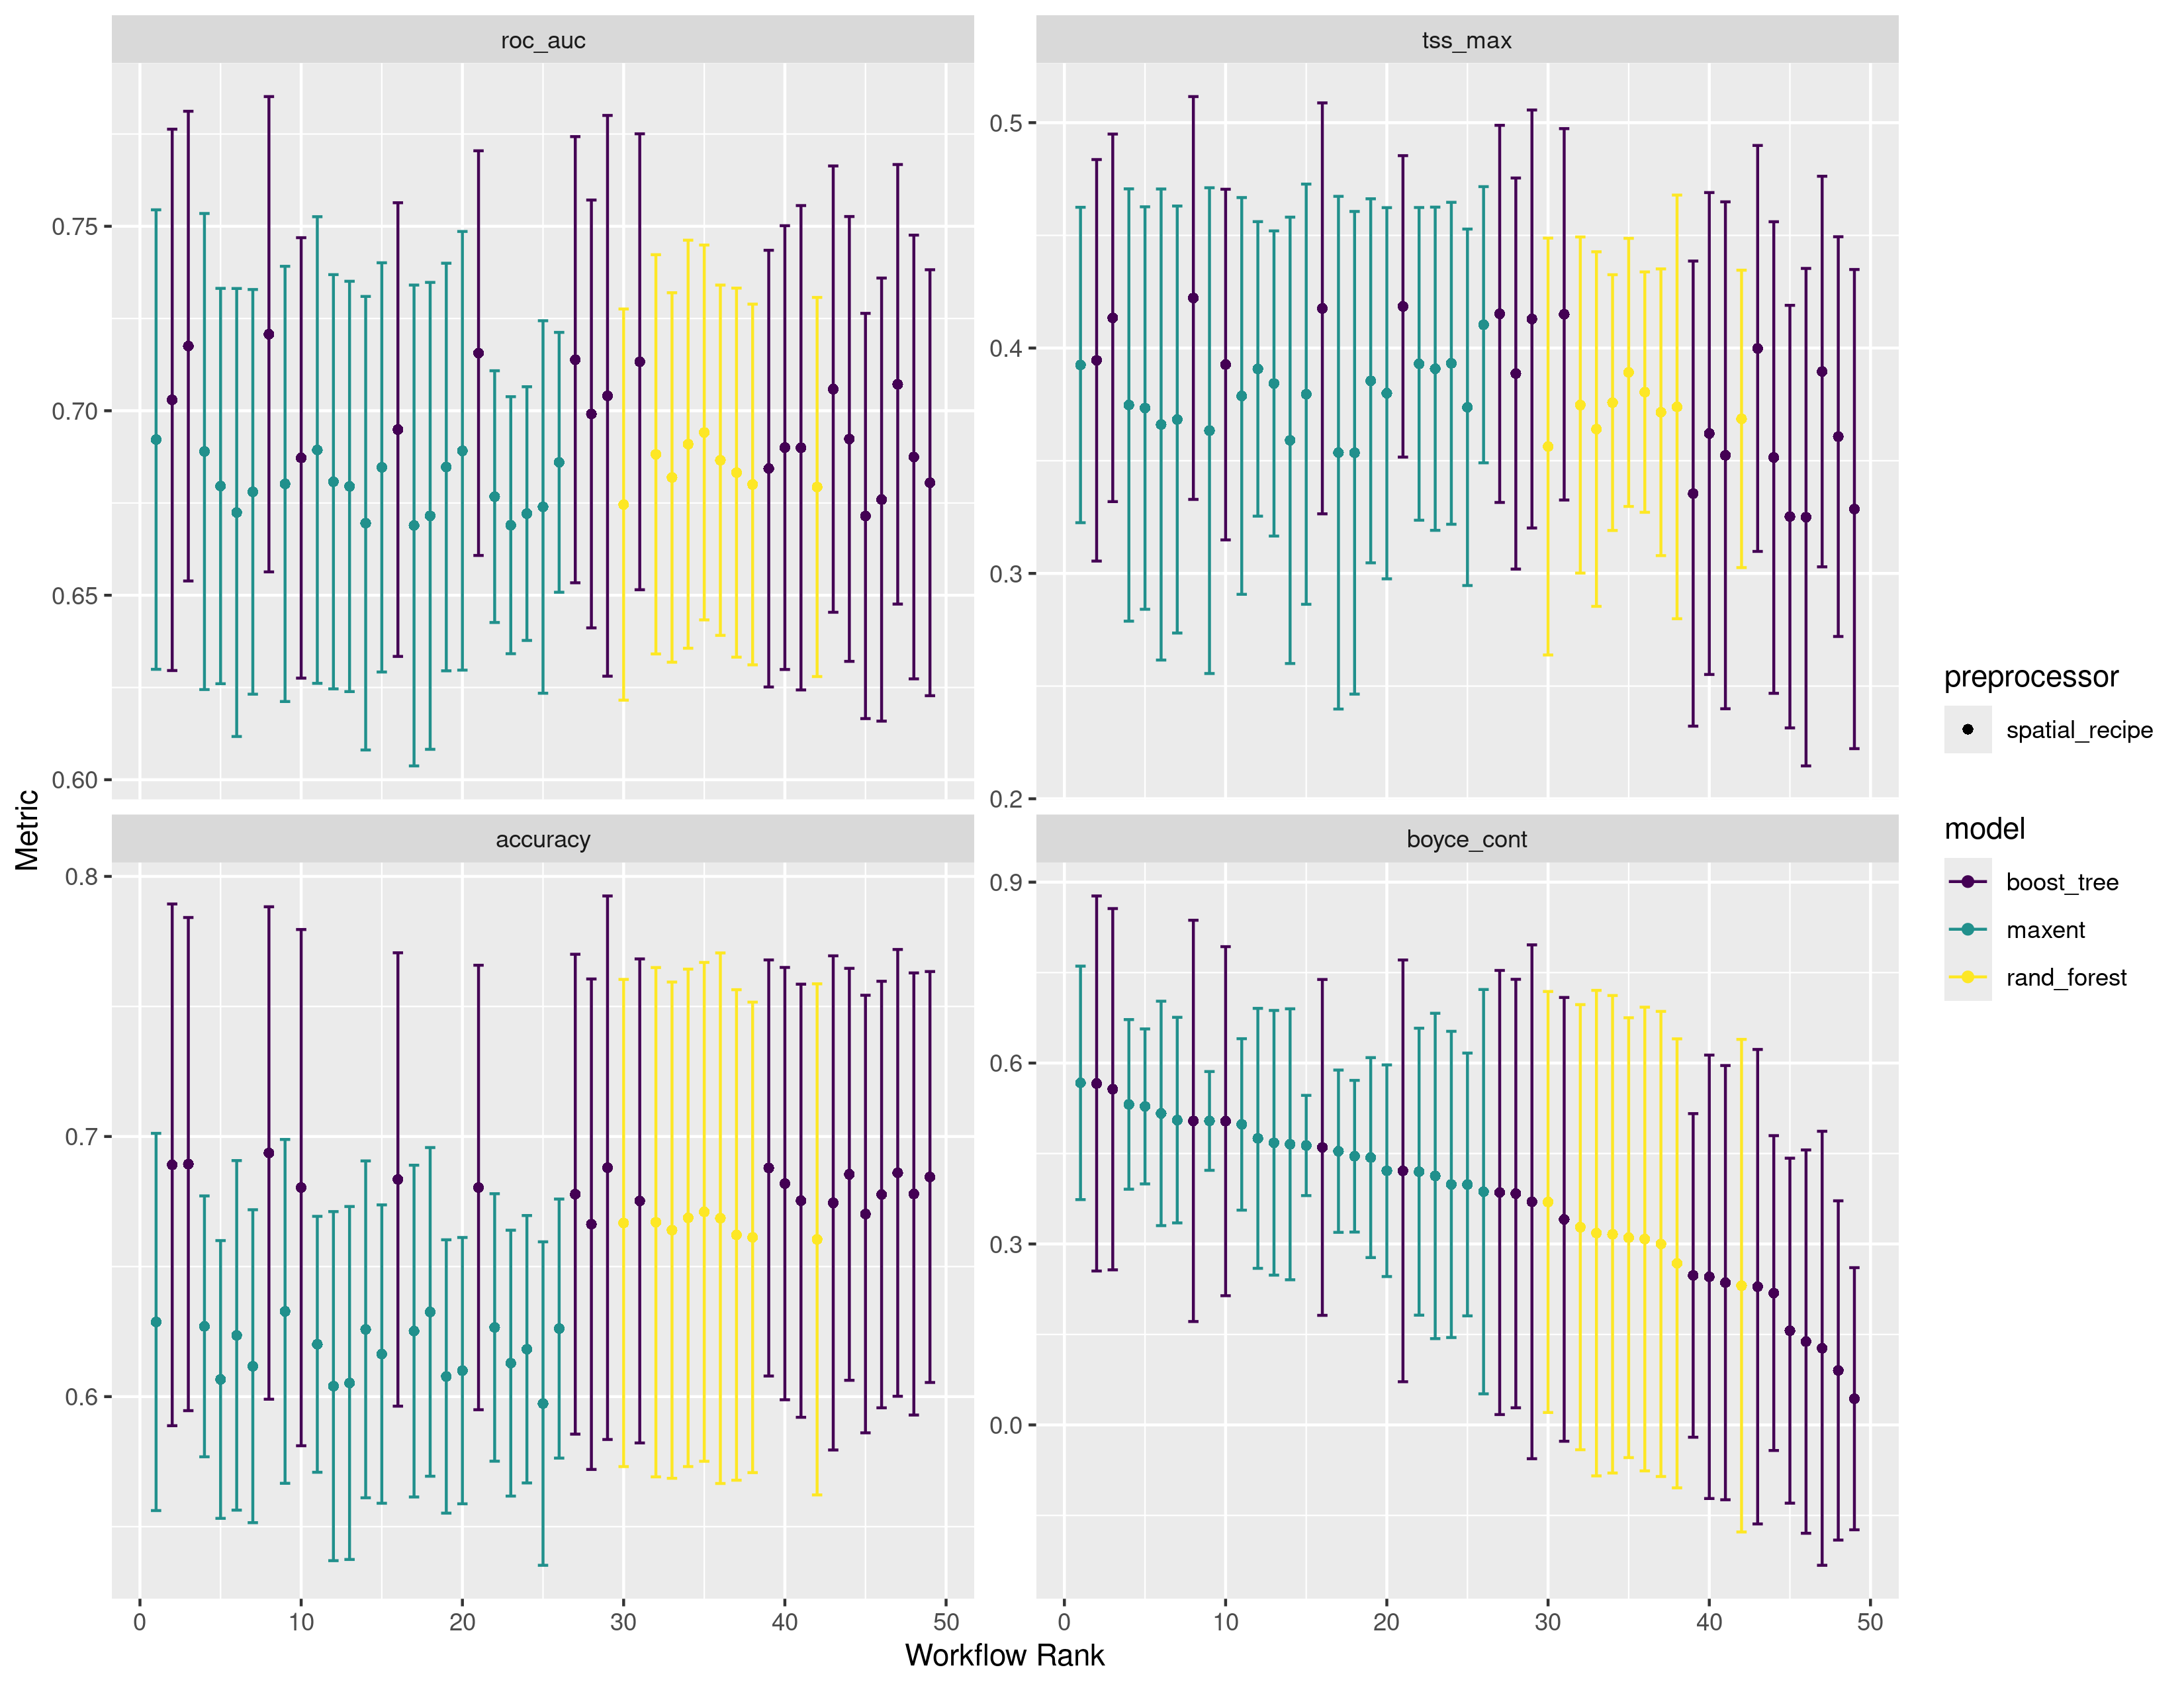 roc_auc
tss_max
0.75
0.70
0.65
0.60
0.5
0.4
0.3
0.2
accuracy
boyce_cont
0.8
0.7
0.6
0.9
0.6
0.3
0.0
0 10 20 30 40 50
0 10 20 30 40 50
Workflow Rank
Metric
preprocessor
spatial_recipe
model
boost_tree
maxent
rand_forest